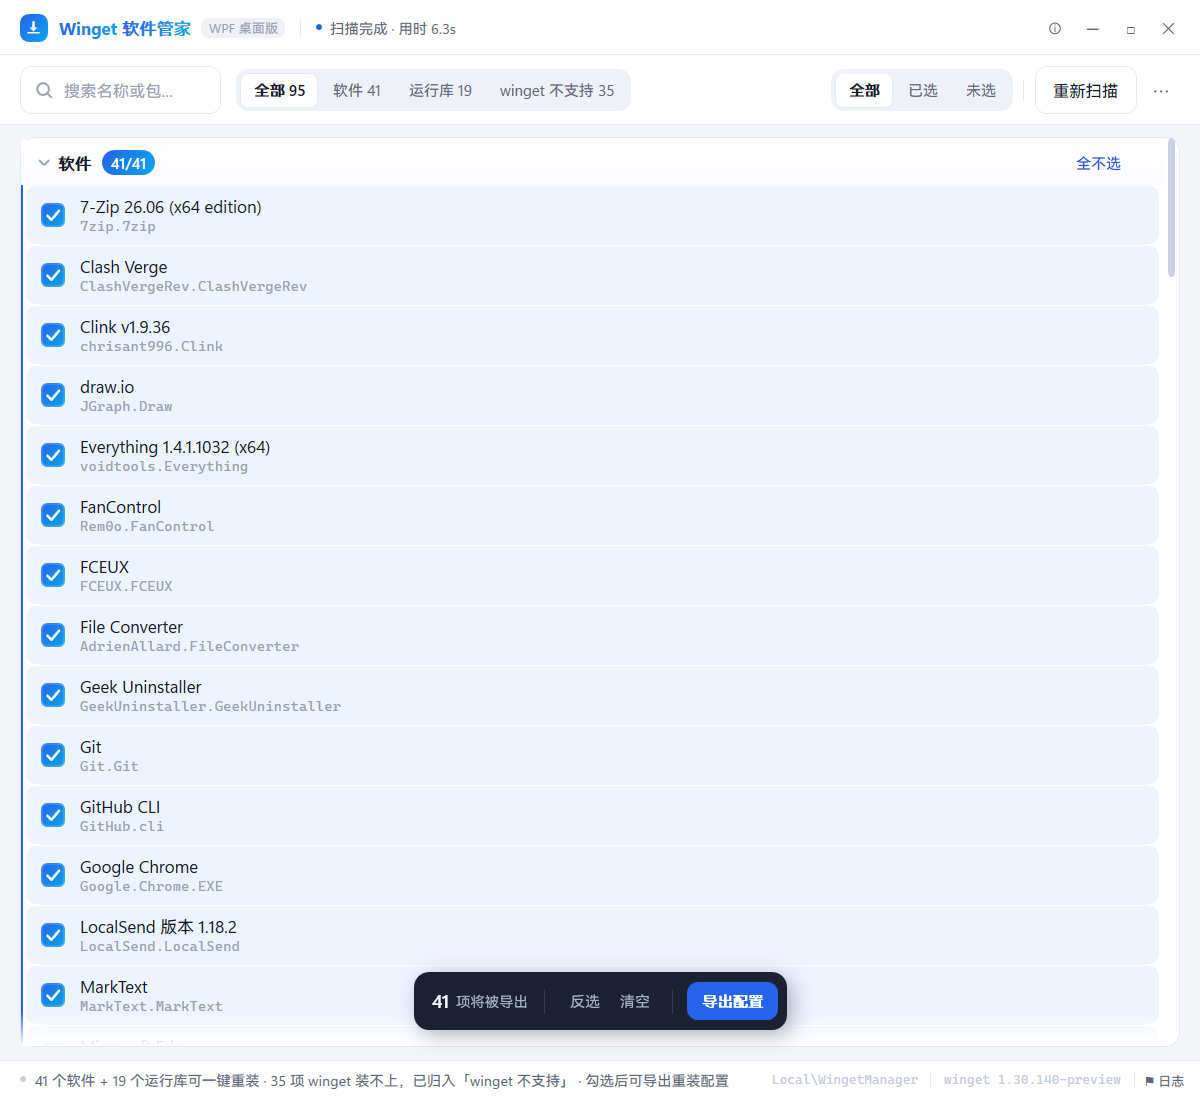 Winget 软件管家 WPF 桌面版 扫描完成 · 用时 6.3s
搜索名称或包... 全部 95 软件 41 运行库 19 winget 不支持 35 全部 已选 未选 重新扫描 ...
软件 41/41 全不选
7-Zip 26.06 (x64 edition)
7zip.7zip
Clash Verge
ClashVergeRev.ClashVergeRev
Clink v1.9.36
chrisant996.Clink
draw.io
JGraph.Draw
Everything 1.4.1.1032 (x64)
voidtools.Everything
FanControl
Rem0o.FanControl
FCEUX
FCEUX.FCEUX
File Converter
AdrienAllard.FileConverter
Geek Uninstaller
GeekUninstaller.GeekUninstaller
Git
Git.Git
GitHub CLI
GitHub.cli
Google Chrome
Google.Chrome.EXE
LocalSend 版本 1.18.2
LocalSend.LocalSend
MarkText
MarkText.MarkText
41 项将被导出 反选 清空 导出配置
Microsoft Edge
41 个软件 + 19 个运行库可一键重装 · 35 项 winget 装不上，已归入「winget 不支持」 · 勾选后可导出重装配置 Local\WingetManager winget 1.30.140-preview 日志